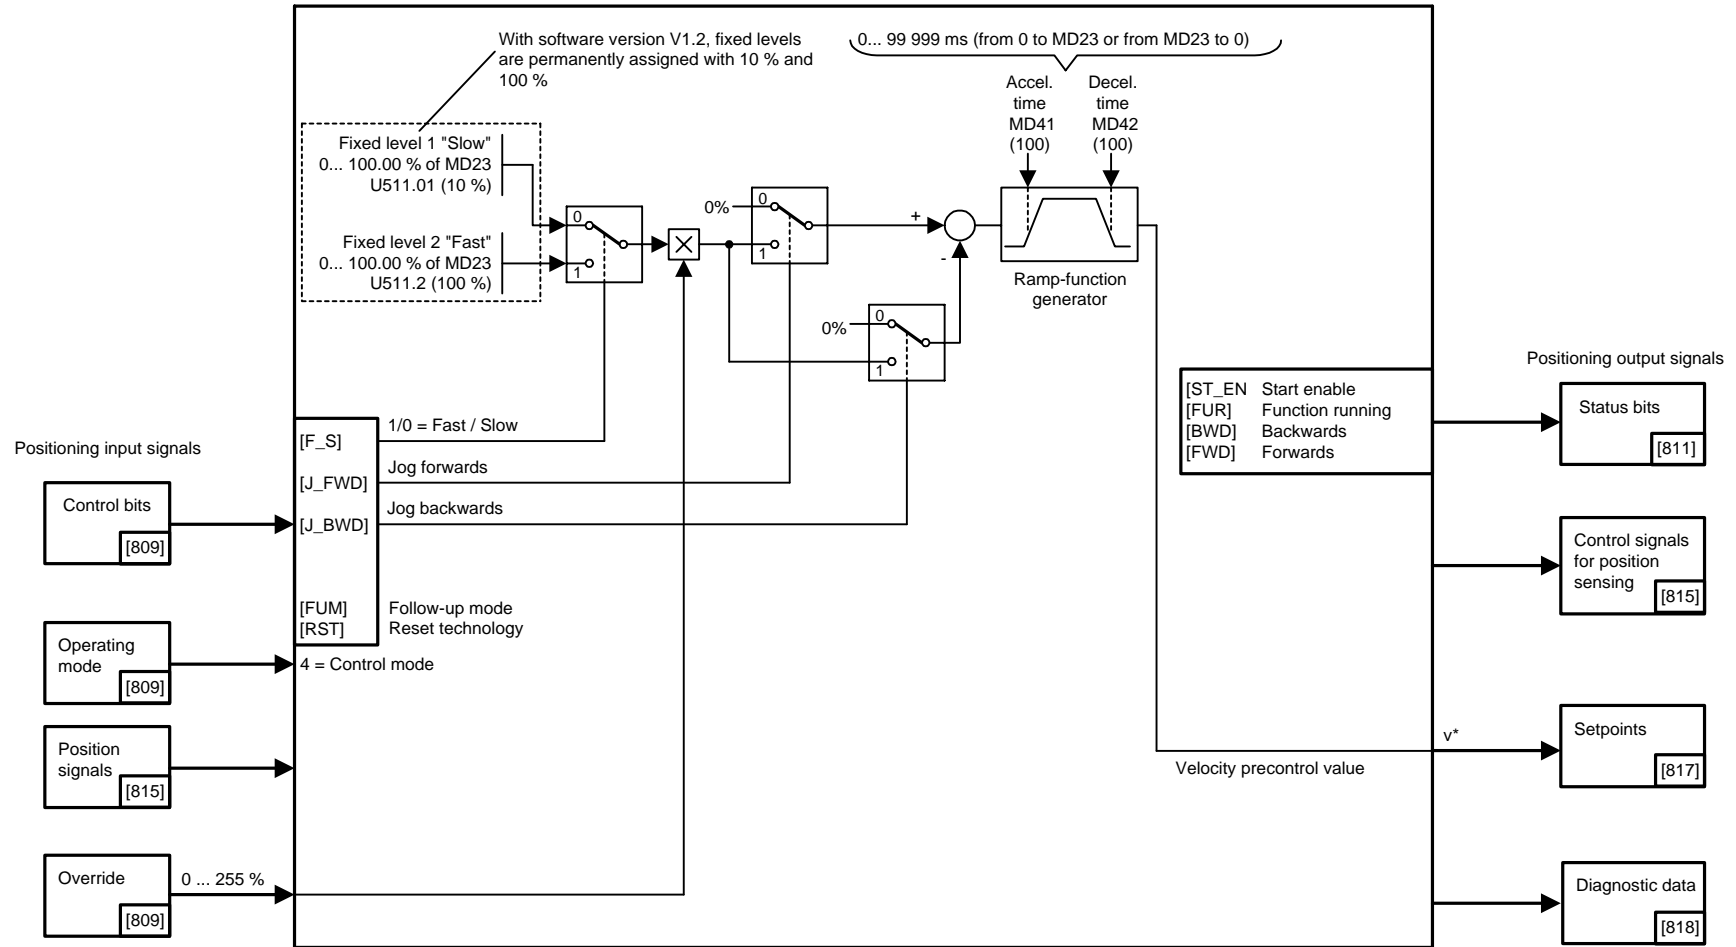 With software version V1.2, fixed levels
are permanently assigned with 10 % and
100 %
0... 99 999 ms (from 0 to MD23 or from MD23 to 0)
Accel.
time
MD41
(100)
Decel.
time
MD42
(100)
Fixed level 1 "Slow"
0... 100.00 % of MD23
U511.01 (10 %)
Fixed level 2 "Fast"
0... 100.00 % of MD23
U511.2 (100 %)
0
1
0%
0
1
+
-
Ramp-function
generator
0%
0
1
Positioning input signals
Control bits
[809]
Operating
mode
[809]
Position
signals
[815]
Override
[809]
0 ... 255 %
[F_S]
1/0 = Fast / Slow
[J_FWD]
Jog forwards
[J_BWD]
Jog backwards
[FUM] Follow-up mode
[RST] Reset technology
4 = Control mode
[ST_EN Start enable
[FUR] Function running
[BWD] Backwards
[FWD] Forwards
Velocity precontrol value
v*
Positioning output signals
Status bits
[811]
Control signals
for position
sensing
[815]
Setpoints
[817]
Diagnostic data
[818]